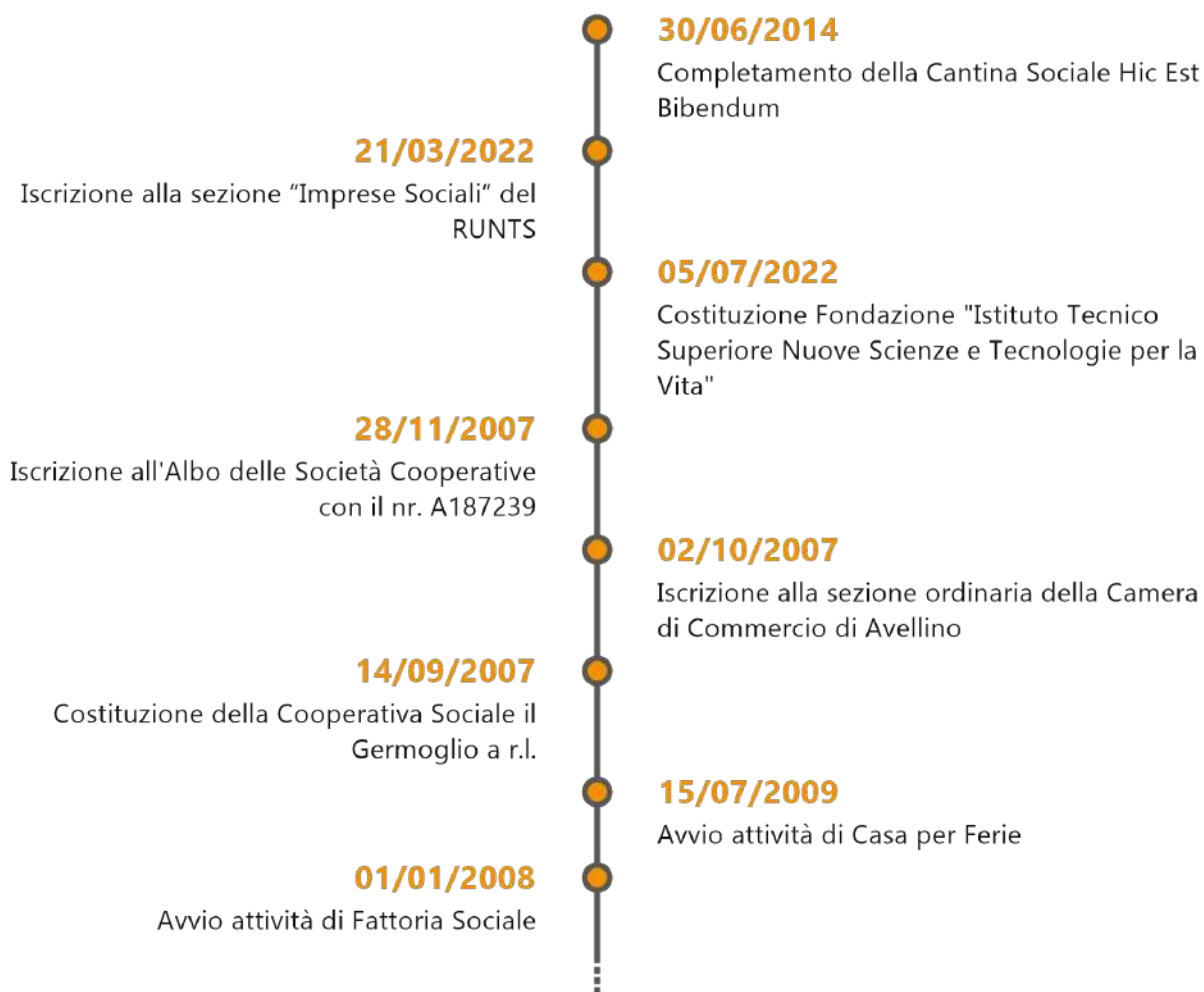 30/06/2014
Completamento della Cantina Sociale Hic Est
Bibendum
21/03/2022
Iscrizione alla sezione “Imprese Sociali” del
RUNTS
05/07/2022
Costituzione Fondazione "Istituto Tecnico
Superiore Nuove Scienze e Tecnologie per la
Vita"
28/11/2007
Iscrizione all'Albo delle Società Cooperative
con il nr. A187239
02/10/2007
Iscrizione alla sezione ordinaria della Camera
di Commercio di Avellino
14/09/2007
Costituzione della Cooperativa Sociale il
Germoglio a r.l.
15/07/2009
Avvio attività di Casa per Ferie
01/01/2008
Avvio attività di Fattoria Sociale